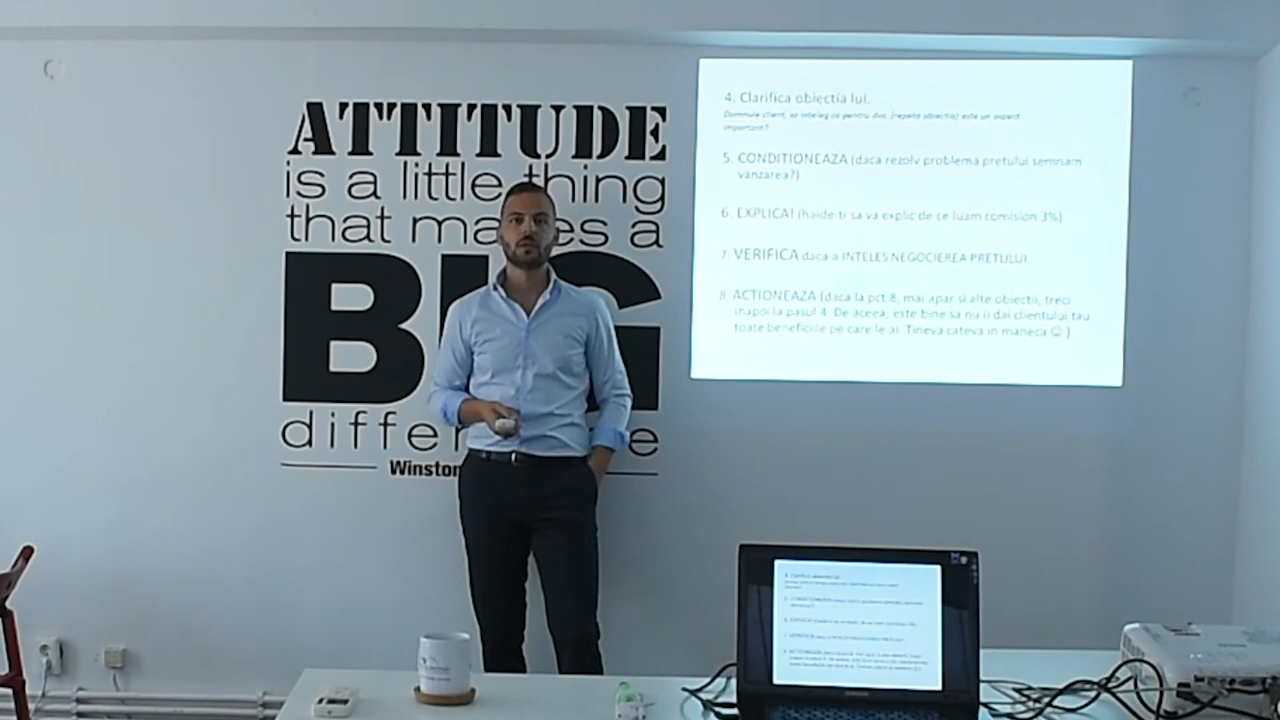 ATTITUDE
is a little thing
that ma es a
B G
differ e
Winston
4. Clarifica obiectia lui.
Domnule client, sa inteleg ca pentru dvs. (repeta obiectia) este un aspect
important?
5. CONDITIONEAZA (daca rezolv problema pretului semnam
vanzarea?)
6. EXPLICA! (haide-ti sa va explic de ce luam comision 3%)
7. VERIFICA daca a INTELES NEGOCIEREA PRETULUI.
8. ACTIONEAZA (daca la pct 8, mai apar si alte obiectii, treci
inapoi la pasul 4. De aceea, este bine sa nu ii dai clientului tau
toate beneficiile pe care le ai. Tineva cateva in maneca ☺ )